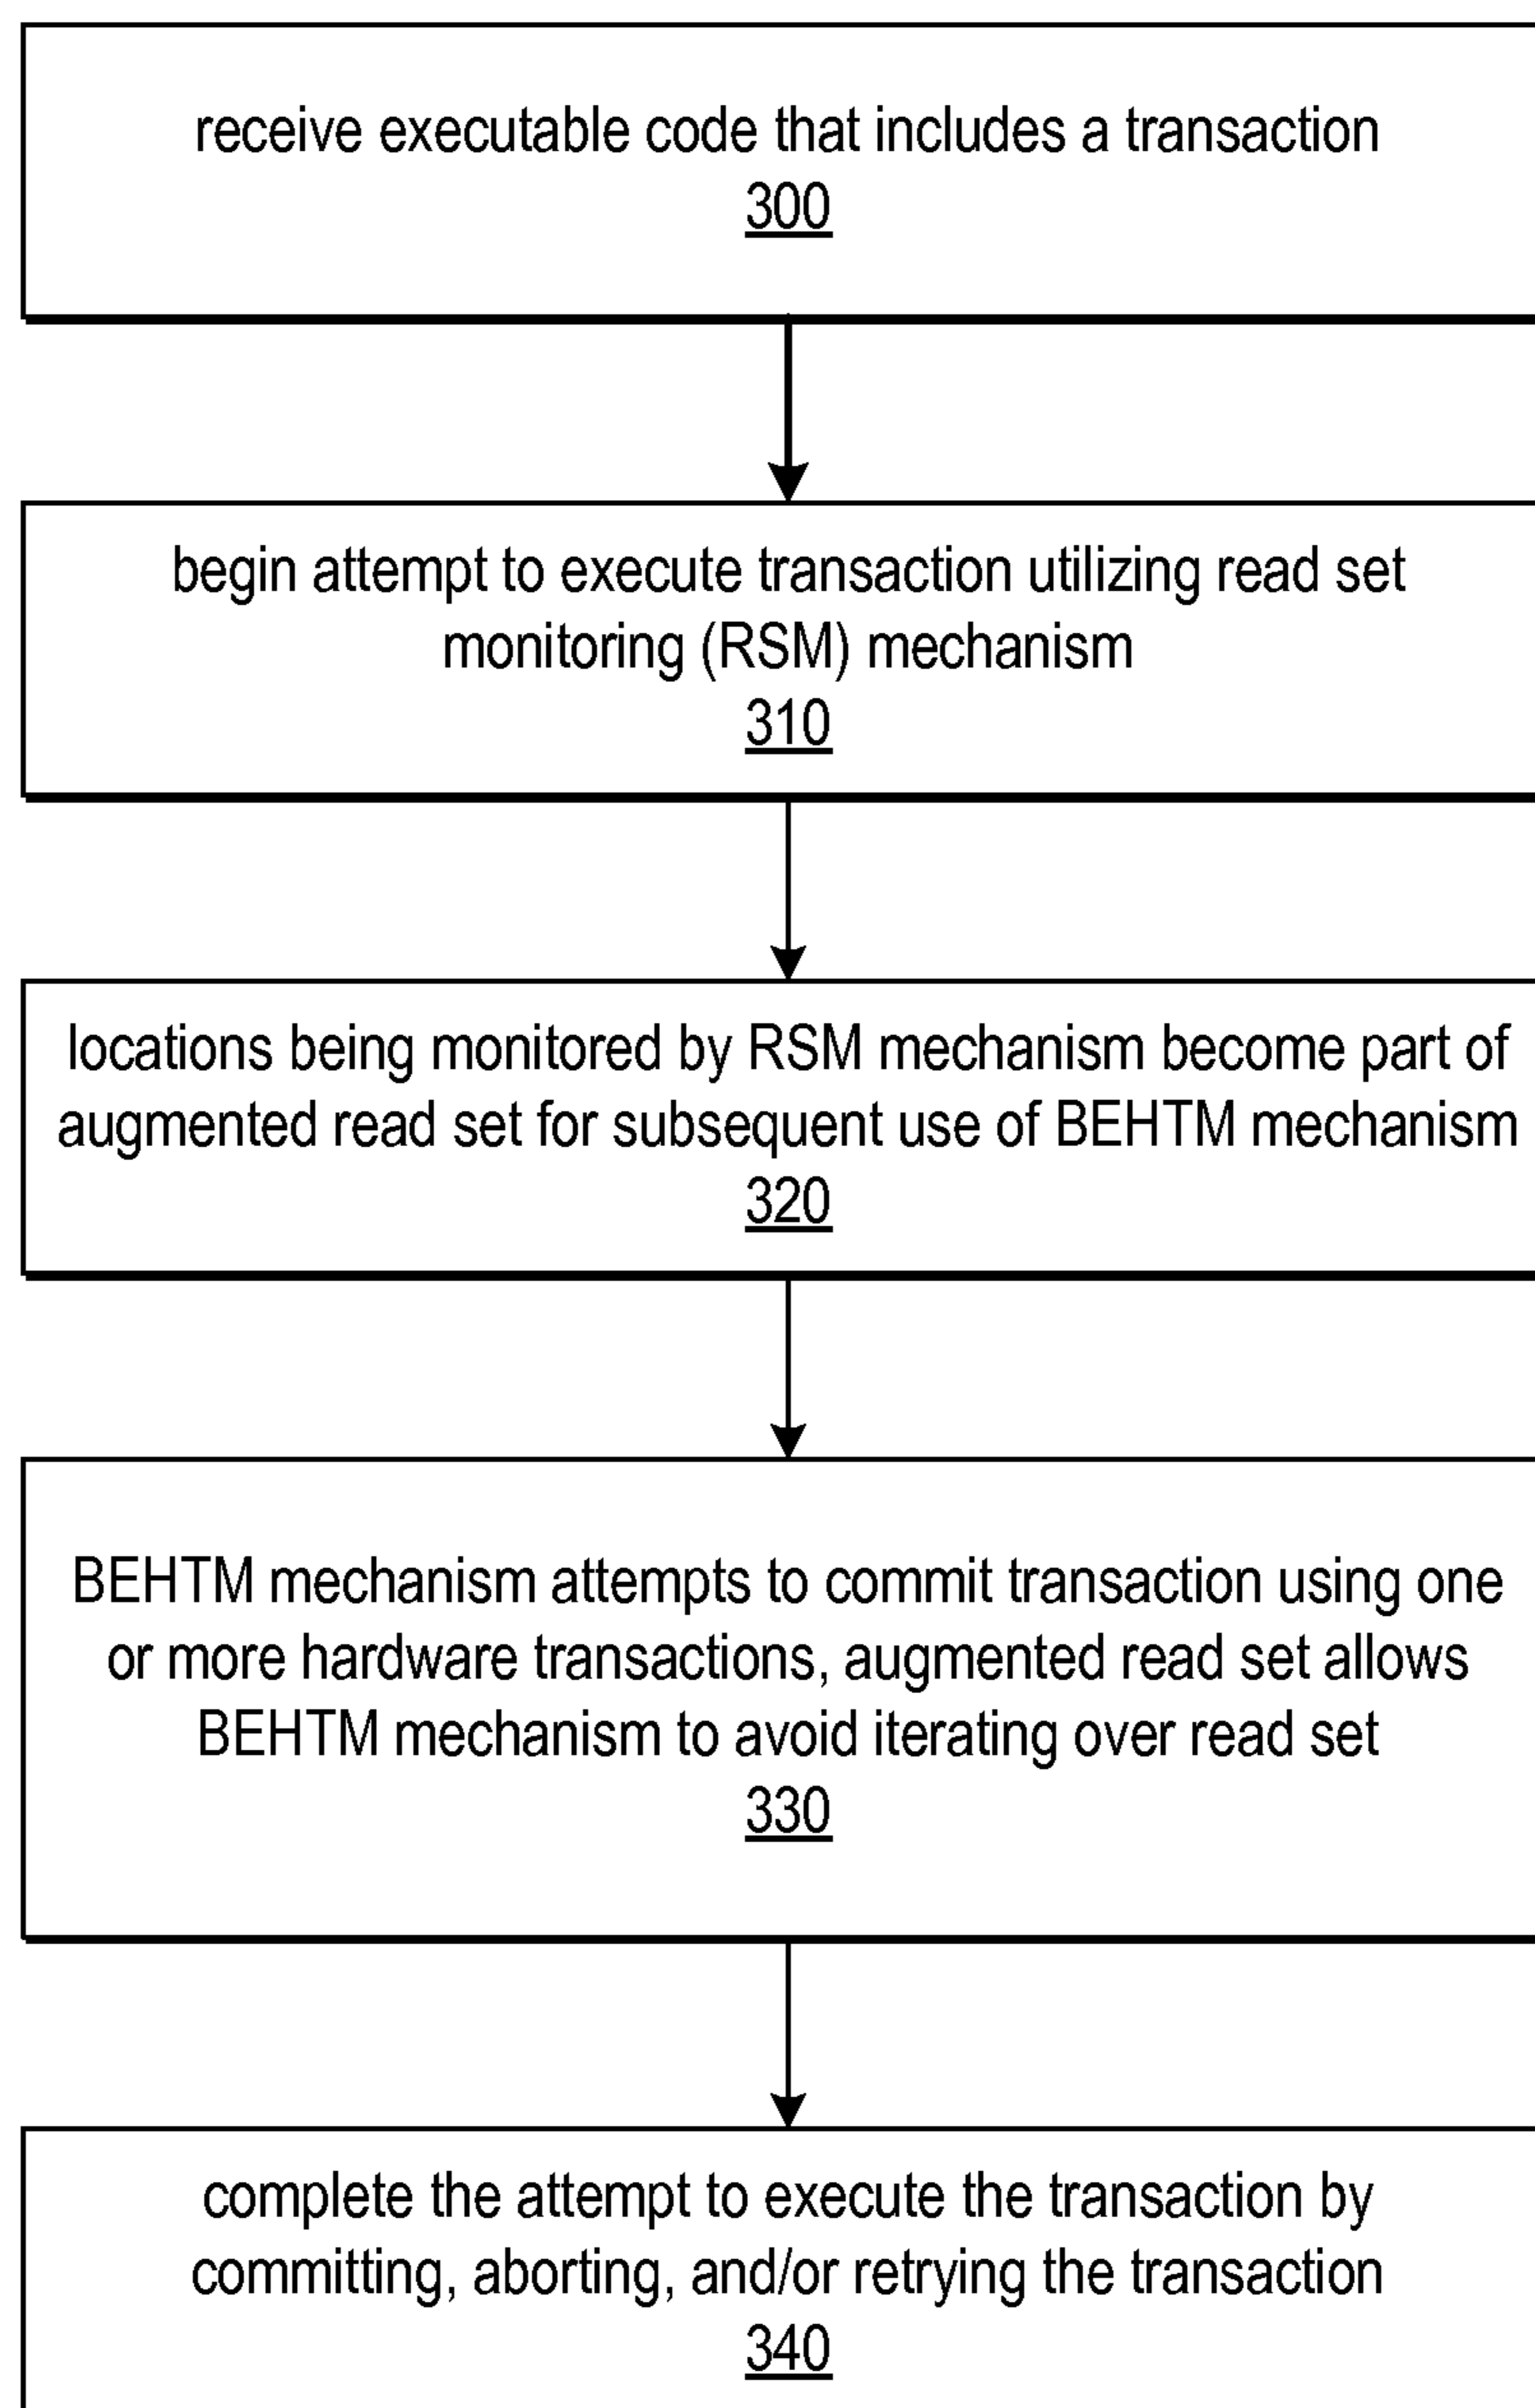 receive executable code that includes a transaction
300
begin attempt to execute transaction utilizing read set
monitoring (RSM) mechanism
310
locations being monitored by RSM mechanism become part of
augmented read set for subsequent use of BEHTM mechanism
320
BEHTM mechanism attempts to commit transaction using one
or more hardware transactions, augmented read set allows
BEHTM mechanism to avoid iterating over read set
330
complete the attempt to execute the transaction by
committing, aborting, and/or retrying the transaction
340